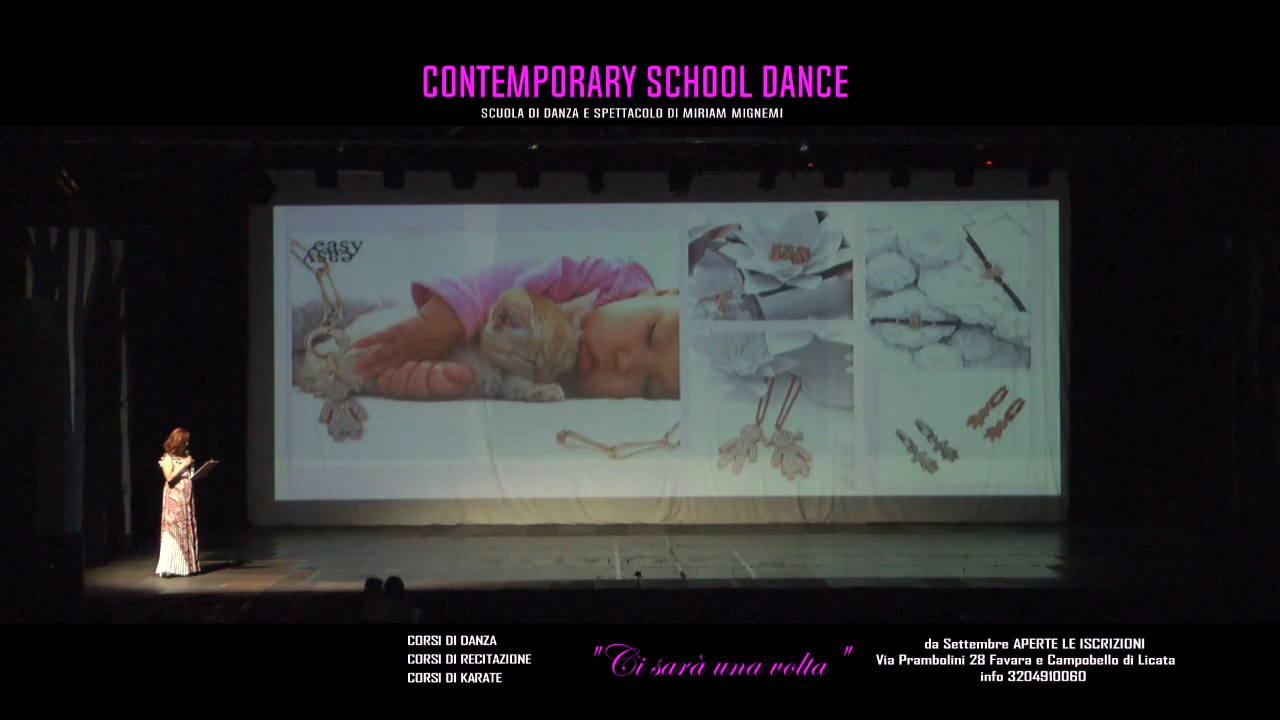 CONTEMPORARY SCHOOL DANCE
SCUOLA DI DANZA E SPETTACOLO DI MIRIAM MIGNEMI
easy
easy
CORSI DI DANZA
CORSI DI RECITAZIONE
CORSI DI KARATE
"Ci sarà una volta "
da Settembre APERTE LE ISCRIZIONI
Via Prambolini 28 Favara e Campobello di Licata
info 3204910060